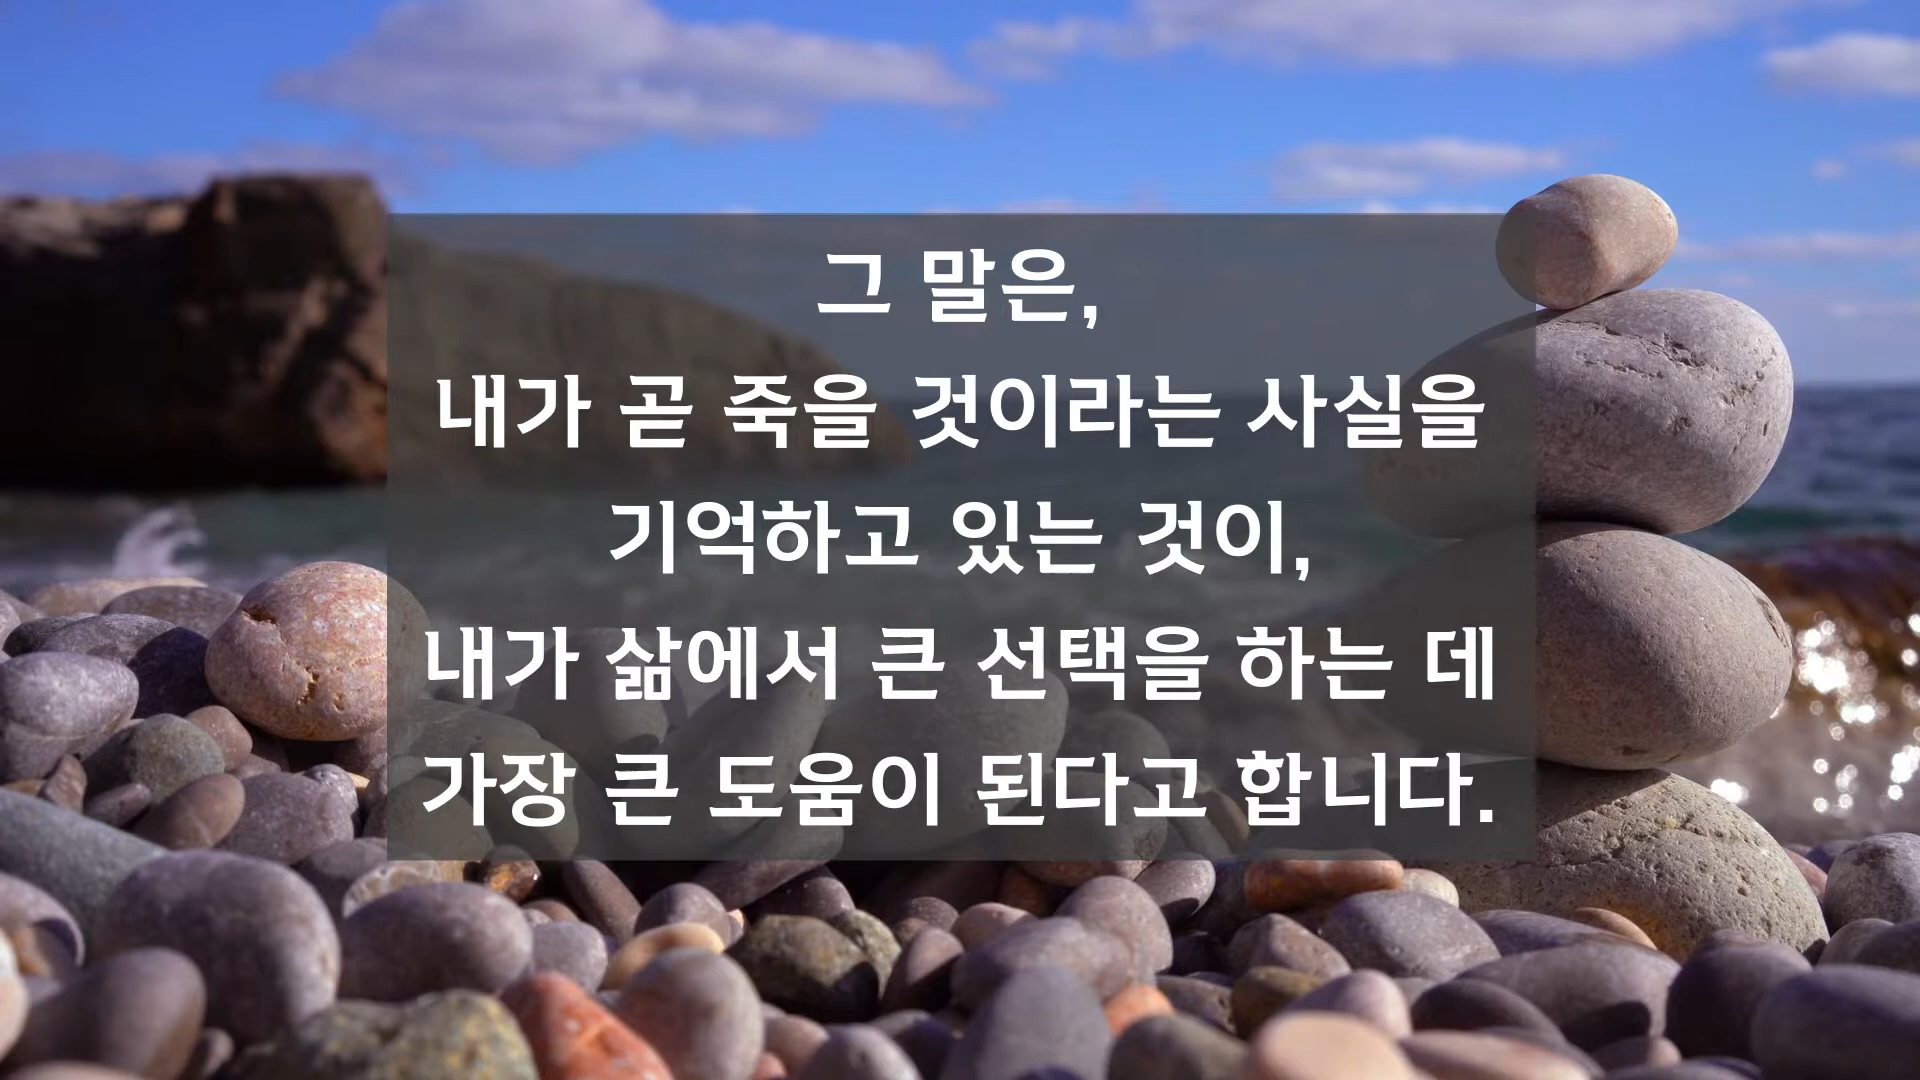 그 말은,
내가 곧 죽을 것이라는 사실을
기억하고 있는 것이,
내가 삶에서 큰 선택을 하는 데
가장 큰 도움이 된다고 합니다.